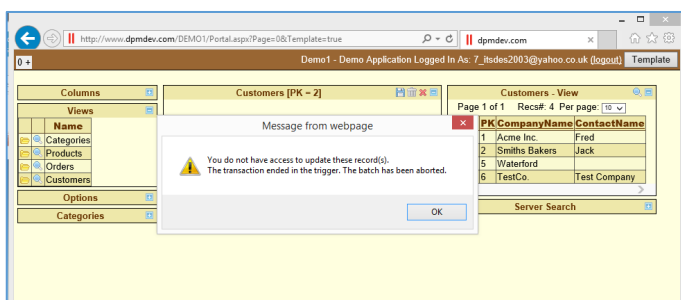 http://www.dpmdev.com/DEMO1/Portal.aspx?Page=0&Template=true
dpmdev.com
0 +
Demo1 - Demo Application Logged In As: 7_itsdes2003@yahoo.co.uk (logout)
Template
Columns
Views
Name
Categories
Products
Orders
Customers
Options
Categories
Customers [PK = 2]
Message from webpage
You do not have access to update these record(s).
The transaction ended in the trigger. The batch has been aborted.
OK
Customers - View
Page 1 of 1 Recs#: 4 Per page: 10
PK CompanyName ContactName
1 Acme Inc. Fred
2 Smiths Bakers Jack
5 Waterford
6 TestCo. Test Company
Server Search